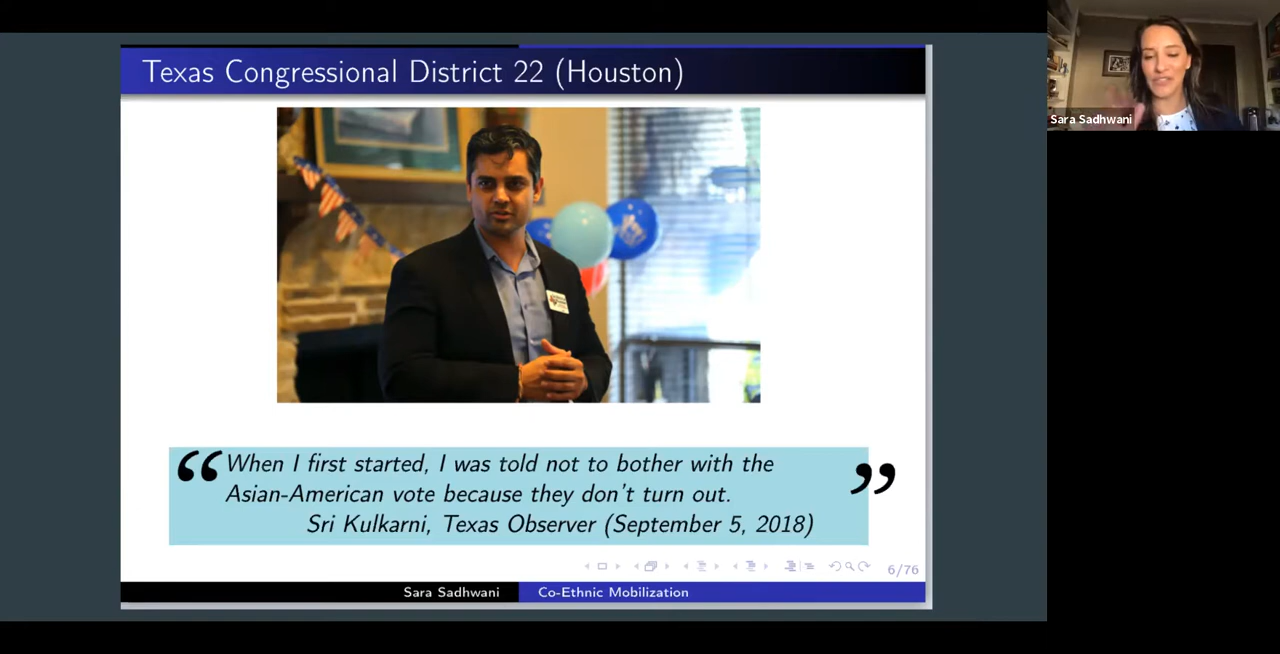 Texas Congressional District 22 (Houston)
Sara Sadhwani
“When I first started, I was told not to bother with the
Asian-American vote because they don't turn out.”
Sri Kulkarni, Texas Observer (September 5, 2018)
6/76
Sara Sadhwani Co-Ethnic Mobilization